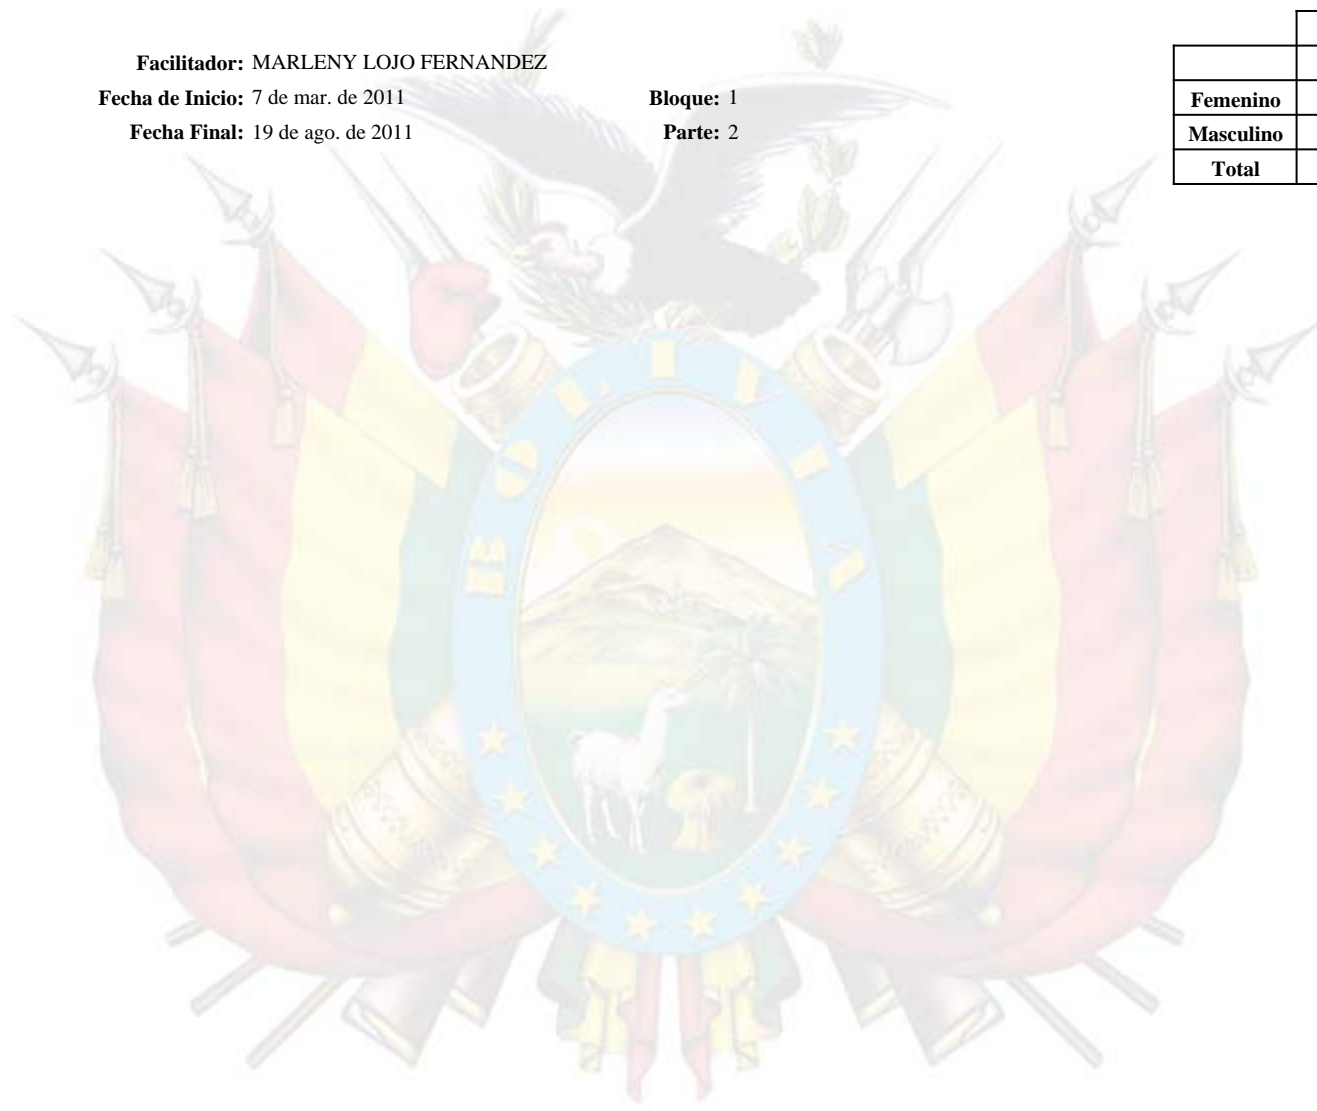 Facilitador: MARLENY LOJO FERNANDEZ
Fecha de Inicio: 7 de mar. de 2011 Bloque: 1
Fecha Final: 19 de ago. de 2011 Parte: 2
Femenino
Masculino
Total
BOLIVIA